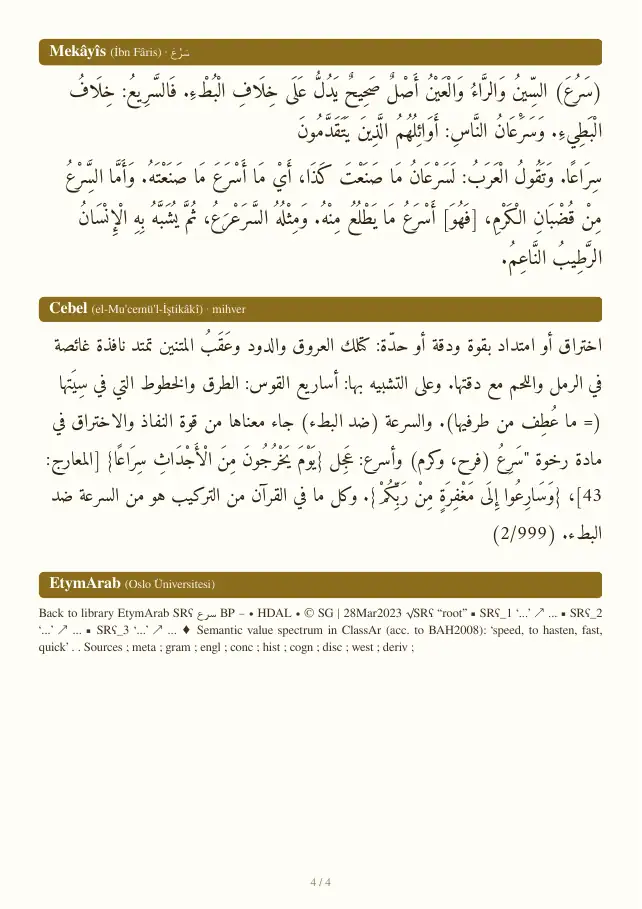 Mekâyîs (İbn Fâris) · سَرُعَ
(سَرُعَ) السِّينُ وَالرَّاءُ وَالْعَيْنُ أَصْلٌ صَحِيحٌ يَدُلُّ عَلَى خِلَافِ الْبُطْءِ. فَالسَّرِيعُ: خِلَافُ
الْبَطِيءِ. وَسَرْعَانُ النَّاسِ: أَوَائِلُهُمُ الَّذِينَ يَتَقَدَّمُونَ
سِرَاعًا. وَتَقُولُ الْعَرَبُ: لَسَرْعَانُ مَا صَنَعْتَ كَذَا، أَيْ مَا أَسْرَعَ مَا صَنَعْتَهُ. وَأَمَّا السَّرْعُ
مِنْ قُضْبَانِ الْكَرْمِ، [فَهُوَ] أَسْرَعُ مَا يَطْلُعُ مِنْهُ. وَمِثْلُهُ السَّرَعْرَعُ، ثُمَّ يُشَبَّهُ بِهِ الْإِنْسَانُ
الرَّطِيبُ النَّاعِمُ.
Cebel (el-Mu'cemü'l-İştikâkî) · mihver
اختراق أو امتداد بقوة ودقة أو حدّة: كتلك العروق والدود وعَقَبُ المتنين تمتد نافذة غائصة
في الرمل واللحم مع دقتها. وعلى التشبيه بها: أساريع القوس: الطرق والخطوط التي في سِيَتها
(= ما عُطِف من طرفيها). والسرعة (ضد البطء) جاء معناها من قوة النفاذ والاختراق في
مادة رخوة "سَرِعُ (فرح، وكرم) وأسرع: عَجِل {يَوْمَ يَخْرُجُونَ مِنَ الْأَجْدَاثِ سِرَاعًا} [المعارج:
43]، {وَسَارِعُوا إِلَى مَغْفِرَةٍ مِنْ رَبِّكُمْ}. وكل ما في القرآن من التركيب هو من السرعة ضد
البطء. (2/999)
EtymArab (Oslo Üniversitesi)
Back to library EtymArab SRʕ سرع BP – • HDAL • © SG | 28Mar2023 √SRʕ “root” ▪ SRʕ_1 ‘...’ ↗ ... ▪ SRʕ_2
‘...’ ↗ ... ▪ SRʕ_3 ‘...’ ↗ ... ♦ Semantic value spectrum in ClassAr (acc. to BAH2008): ‘speed, to hasten, fast,
quick’ . . Sources ; meta ; gram ; engl ; conc ; hist ; cogn ; disc ; west ; deriv ;
4 / 4